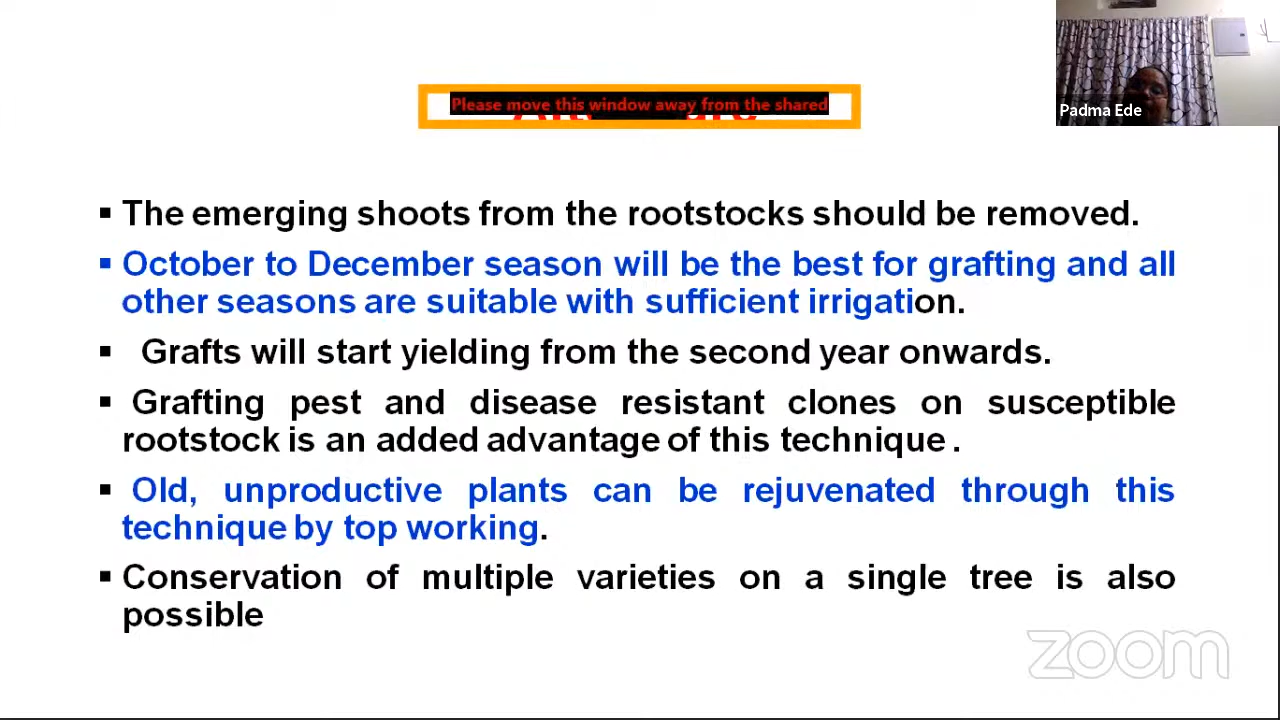 Please move this window away from the shared
Padma Ede
▪ The emerging shoots from the rootstocks should be removed.
▪ October to December season will be the best for grafting and all
other seasons are suitable with sufficient irrigation.
▪ Grafts will start yielding from the second year onwards.
▪ Grafting pest and disease resistant clones on susceptible
rootstock is an added advantage of this technique .
▪ Old, unproductive plants can be rejuvenated through this
technique by top working.
▪ Conservation of multiple varieties on a single tree is also
possible
zoom